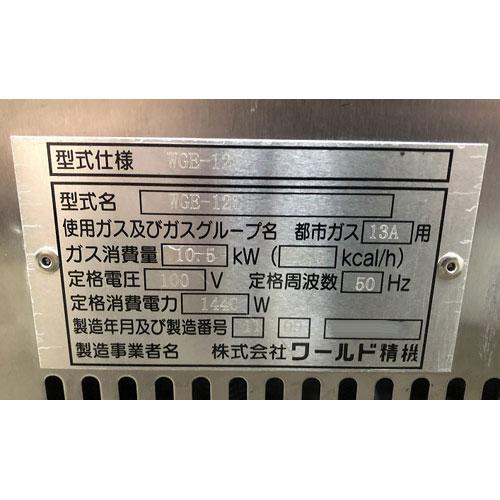 型式仕様 WGE-12
型式名 WGE-12
使用ガス及びガスグループ名 都市ガス 13A 用
ガス消費量 10.5 kW ( kcal/h)
定格電圧 100 V 定格周波数 50 Hz
定格消費電力 1440 W
製造年月及び製造番号 11 09
製造事業者名 株式会社 ワールド精機